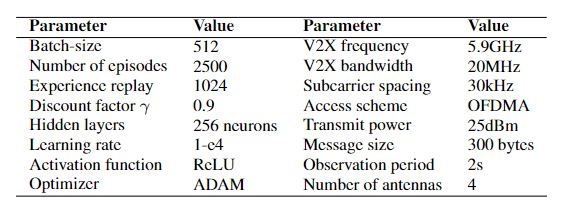 Parameter Value Parameter Value
Batch-size 512 V2X frequency 5.9GHz
Number of episodes 2500 V2X bandwidth 20MHz
Experience replay 1024 Subcarrier spacing 30kHz
Discount factor γ 0.9 Access scheme OFDMA
Hidden layers 256 neurons Transmit power 25dBm
Learning rate 1-e4 Message size 300 bytes
Activation function ReLU Observation period 2s
Optimizer ADAM Number of antennas 4